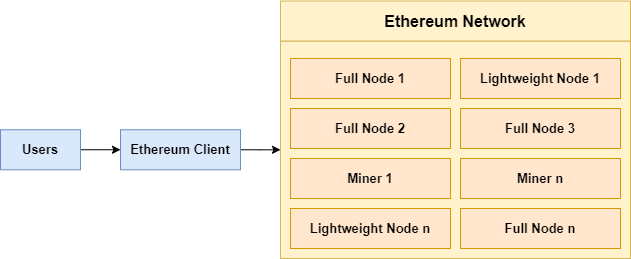 Ethereum Network
Full Node 1
Lightweight Node 1
Full Node 2
Full Node 3
Users
Ethereum Client
Miner 1
Miner n
Lightweight Node n
Full Node n